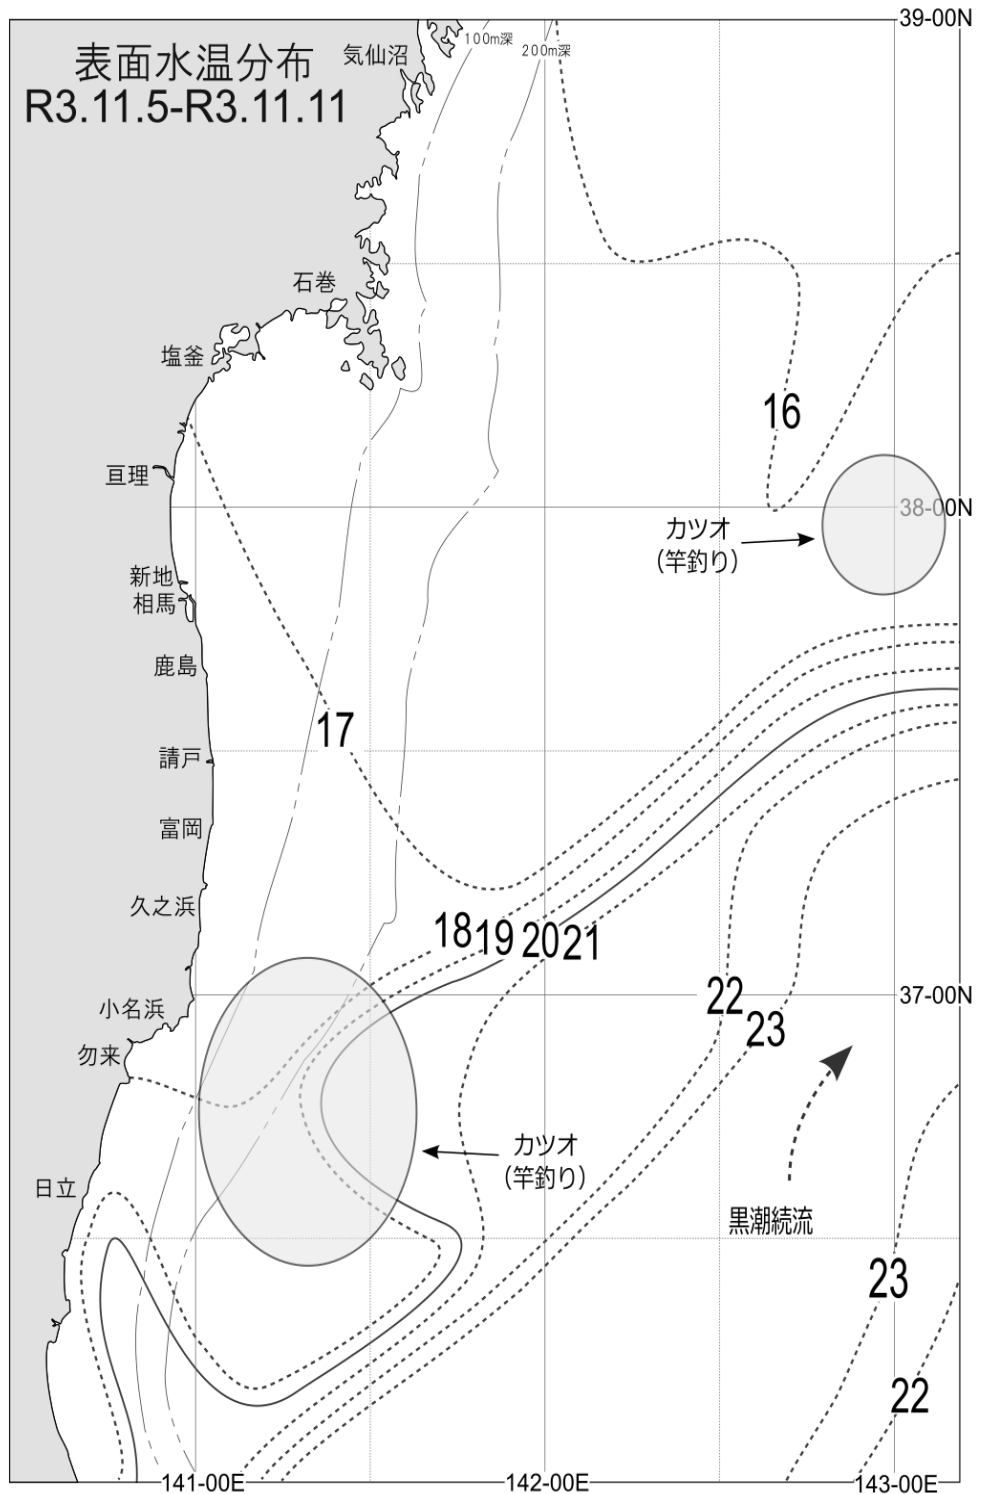 39-00N
100m深
200m深
気仙沼
表面水温分布
R3.11.5-R3.11.11
石巻
塩釜
16
亘理
38-00N
カツオ
(竿釣り)
新地
相馬
鹿島
17
請戸
富岡
久之浜
18
19
20
21
22
37-00N
小名浜
23
勿来
カツオ
(竿釣り)
日立
黒潮続流
23
22
141-00E
142-00E
143-00E